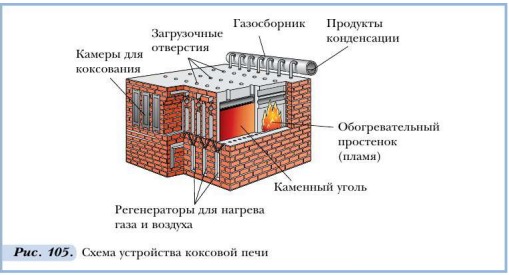 Газосборник
Продукты
конденсации
Загрузочные
отверстия
Камеры для
коксования
Обогревательный
простенок
(пламя)
Каменный уголь
Регенераторы для нагрева
газа и воздуха
Рис. 105. Схема устройства коксовой печи